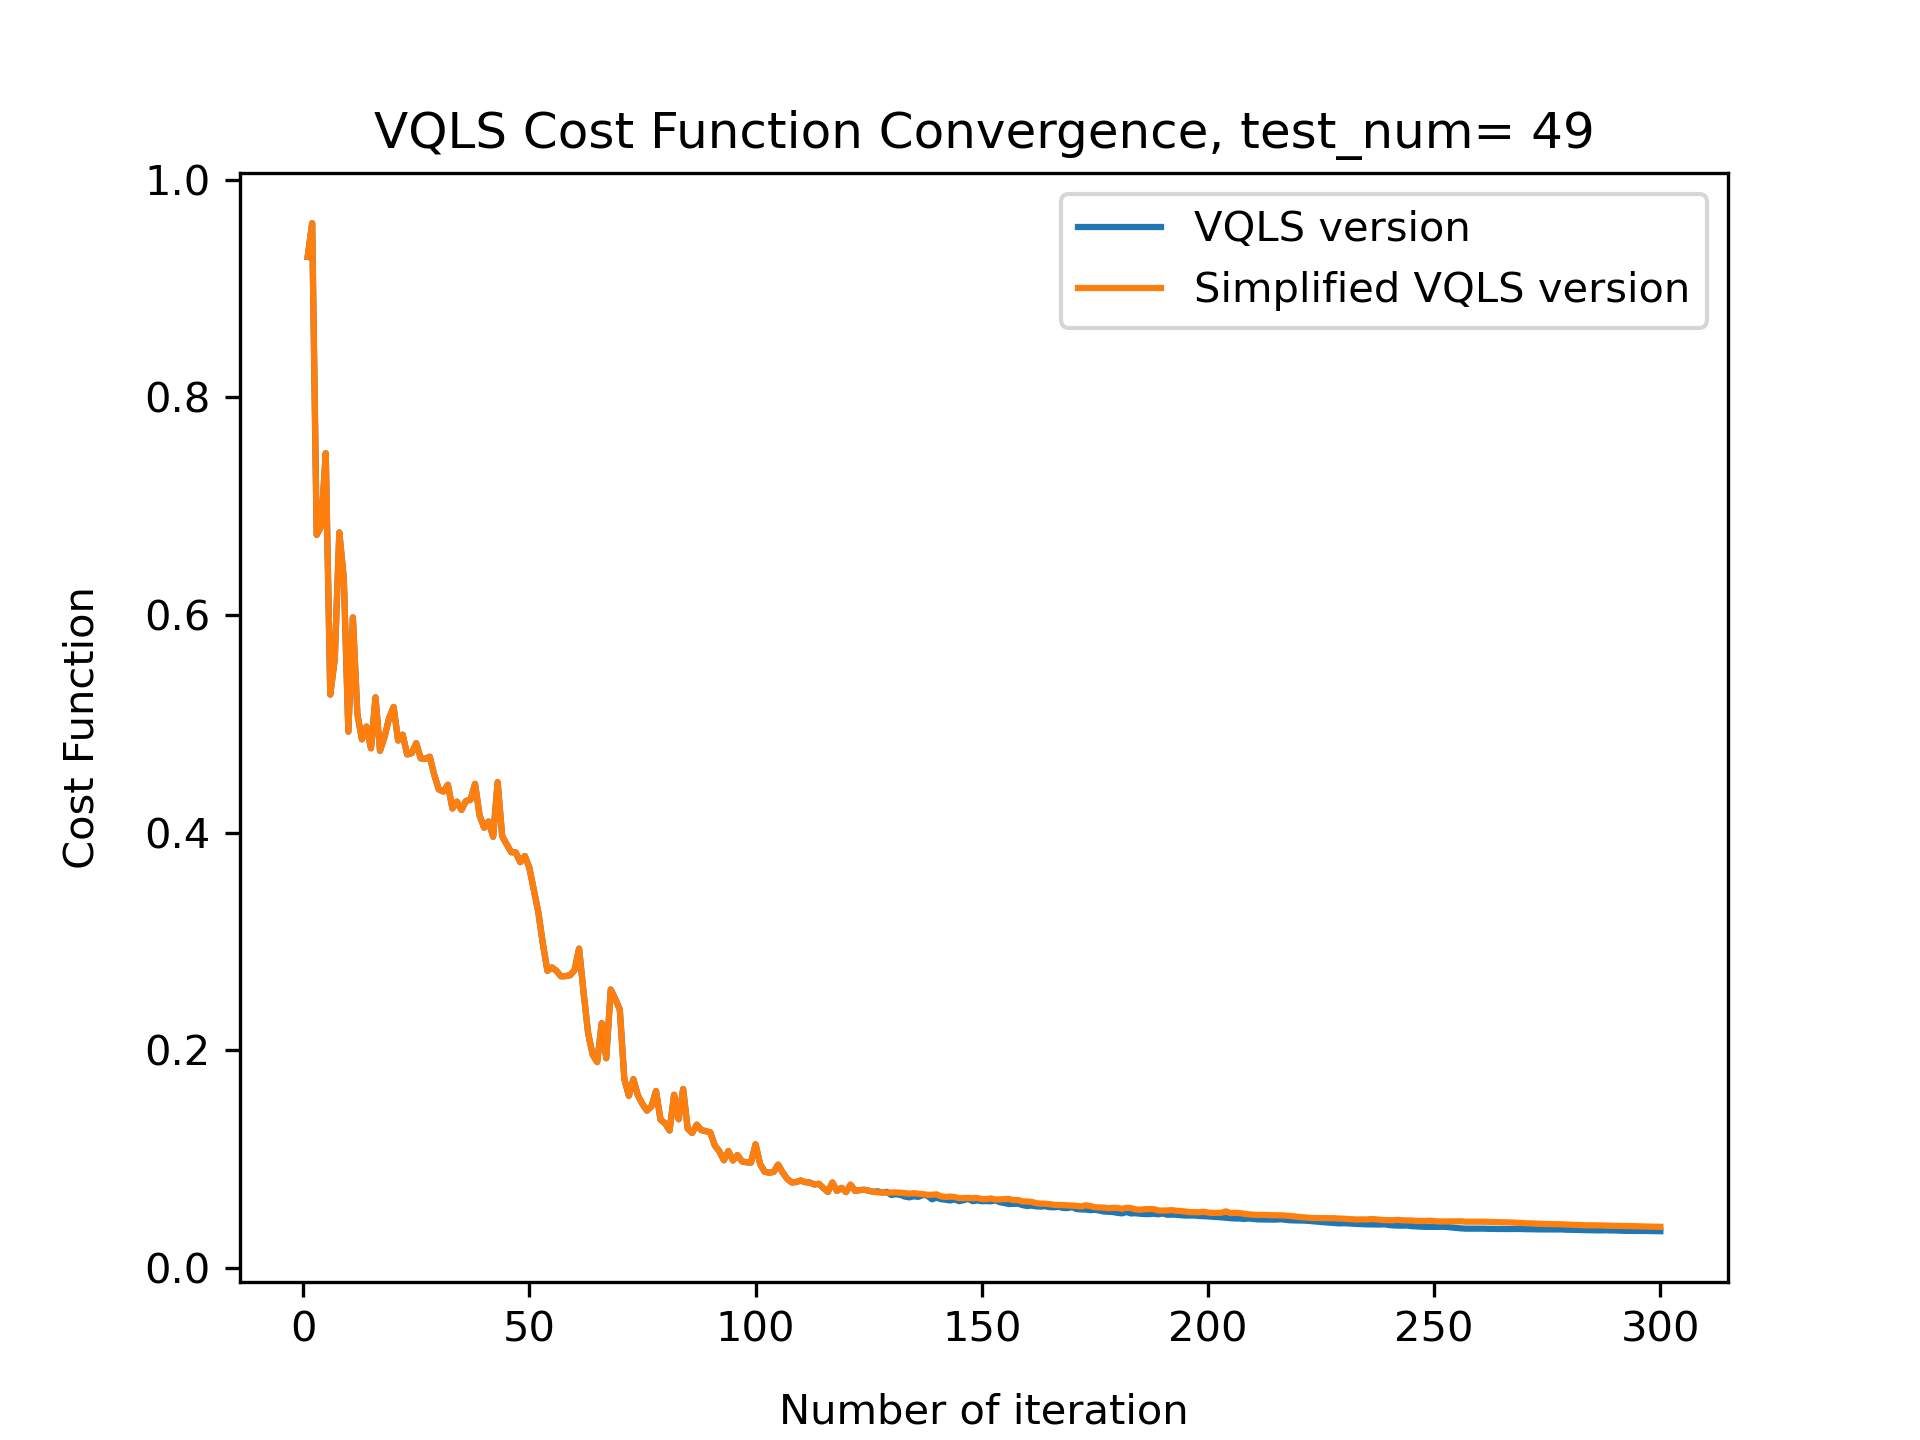 VQLS Cost Function Convergence, test_num= 49
VQLS version
Simplified VQLS version
1.0
0.8
0.6
0.4
0.2
0.0
Cost Function
0 50 100 150 200 250 300
Number of iteration